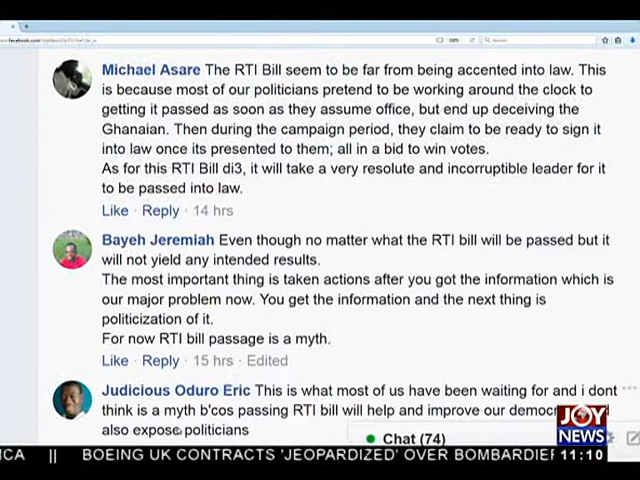 Michael Asare The RTI Bill seem to be far from being accented into law. This
is because most of our politicians pretend to be working around the clock to
getting it passed as soon as they assume office, but end up deceiving the
Ghanaian. Then during the campaign period, they claim to be ready to sign it
into law once its presented to them; all in a bid to win votes.
As for this RTI Bill di3, it will take a very resolute and incorruptible leader for it
to be passed into law.
Like · Reply · 14 hrs
Bayeh Jeremiah Even though no matter what the RTI bill will be passed but it
will not yield any intended results.
The most important thing is taken actions after you got the information which is
our major problem now. You get the information and the next thing is
politicization of it.
For now RTI bill passage is a myth.
Like · Reply · 15 hrs · Edited
Judicious Oduro Eric This is what most of us have been waiting for and i dont
think is a myth b'cos passing RTI bill will help and improve our democ
also expose politicians
Chat (74)
JOY
NEWS
ICA || BOEING UK CONTRACTS 'JEOPARDIZED' OVER BOMBARDIER 11:10